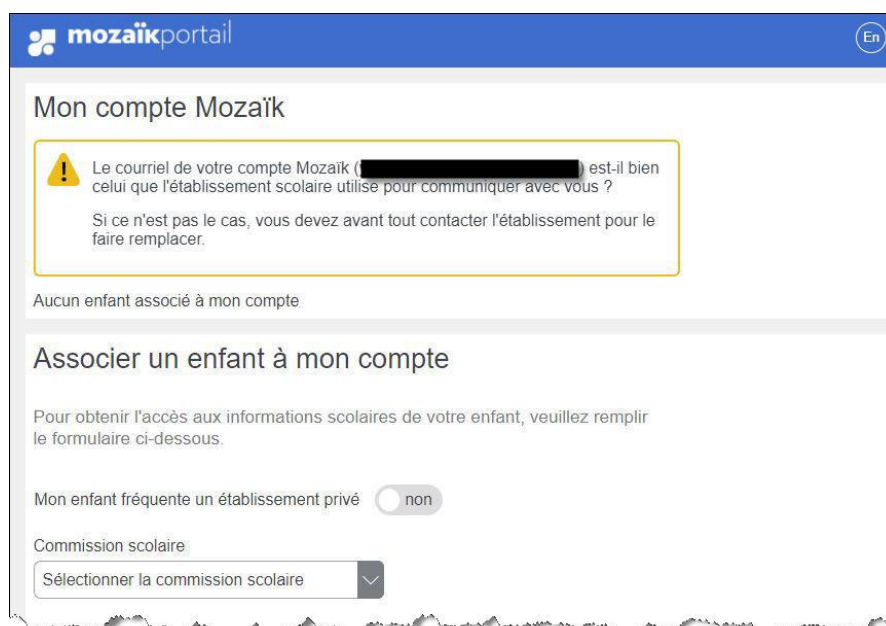 mozaïkportail
En
Mon compte Mozaïk
Le courriel de votre compte Mozaïk ( ) est-il bien
celui que l'établissement scolaire utilise pour communiquer avec vous ?
Si ce n'est pas le cas, vous devez avant tout contacter l'établissement pour le
faire remplacer.
Aucun enfant associé à mon compte
Associer un enfant à mon compte
Pour obtenir l'accès aux informations scolaires de votre enfant, veuillez remplir
le formulaire ci-dessous.
Mon enfant fréquente un établissement privé non
Commission scolaire
Sélectionner la commission scolaire